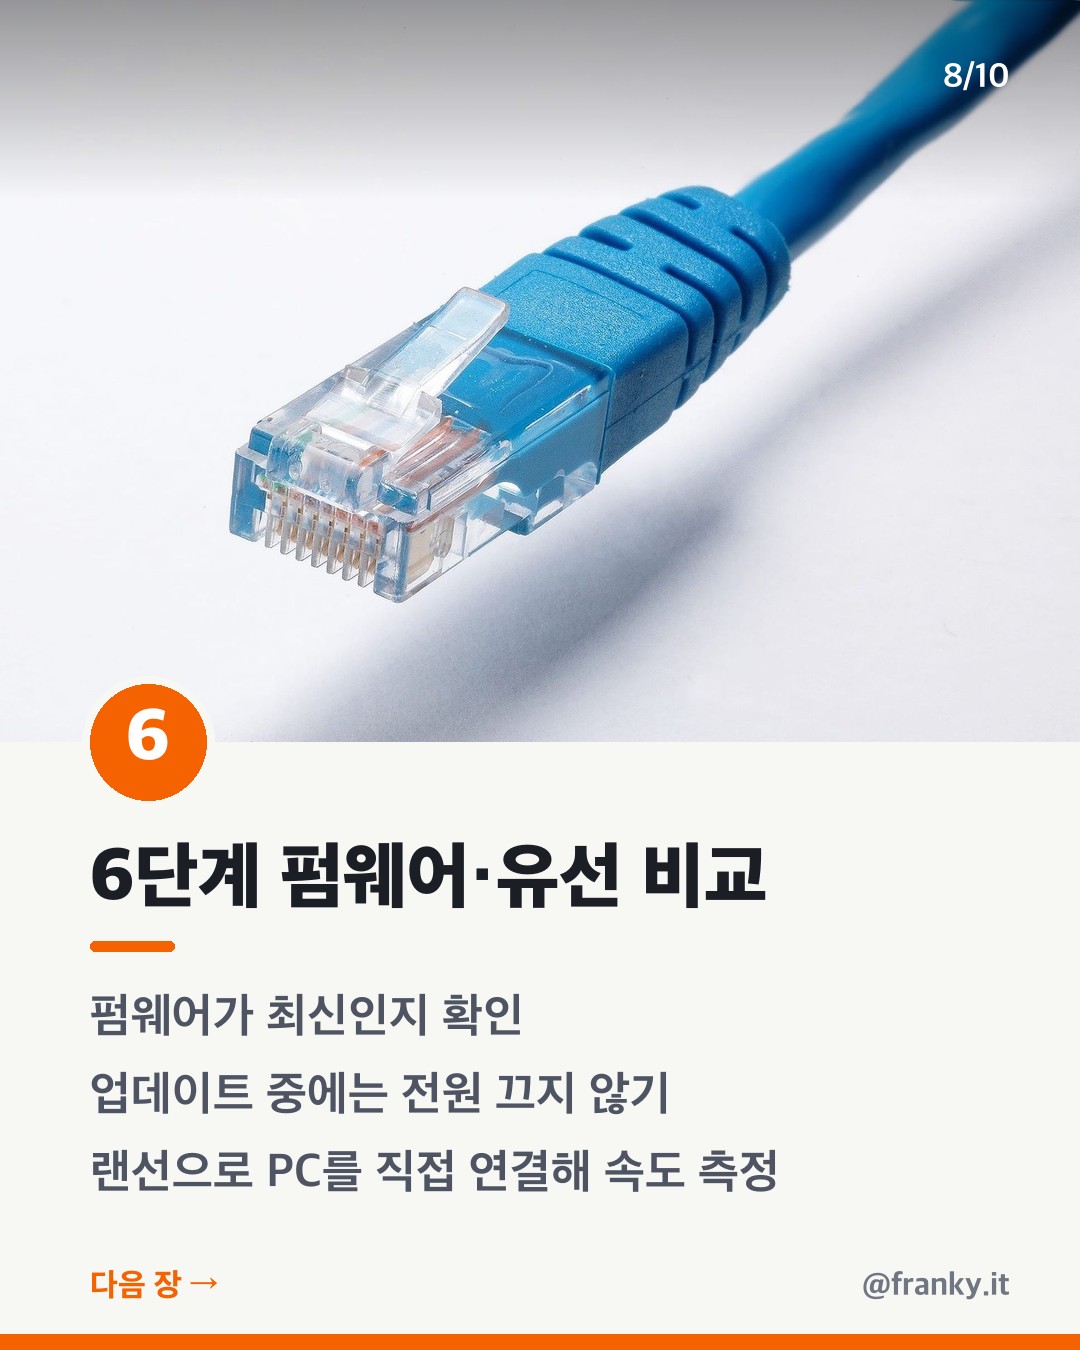 8/10
6
6단계 펌웨어·유선 비교
펌웨어가 최신인지 확인
업데이트 중에는 전원 끄지 않기
랜선으로 PC를 직접 연결해 속도 측정
다음 장 →
@franky.it